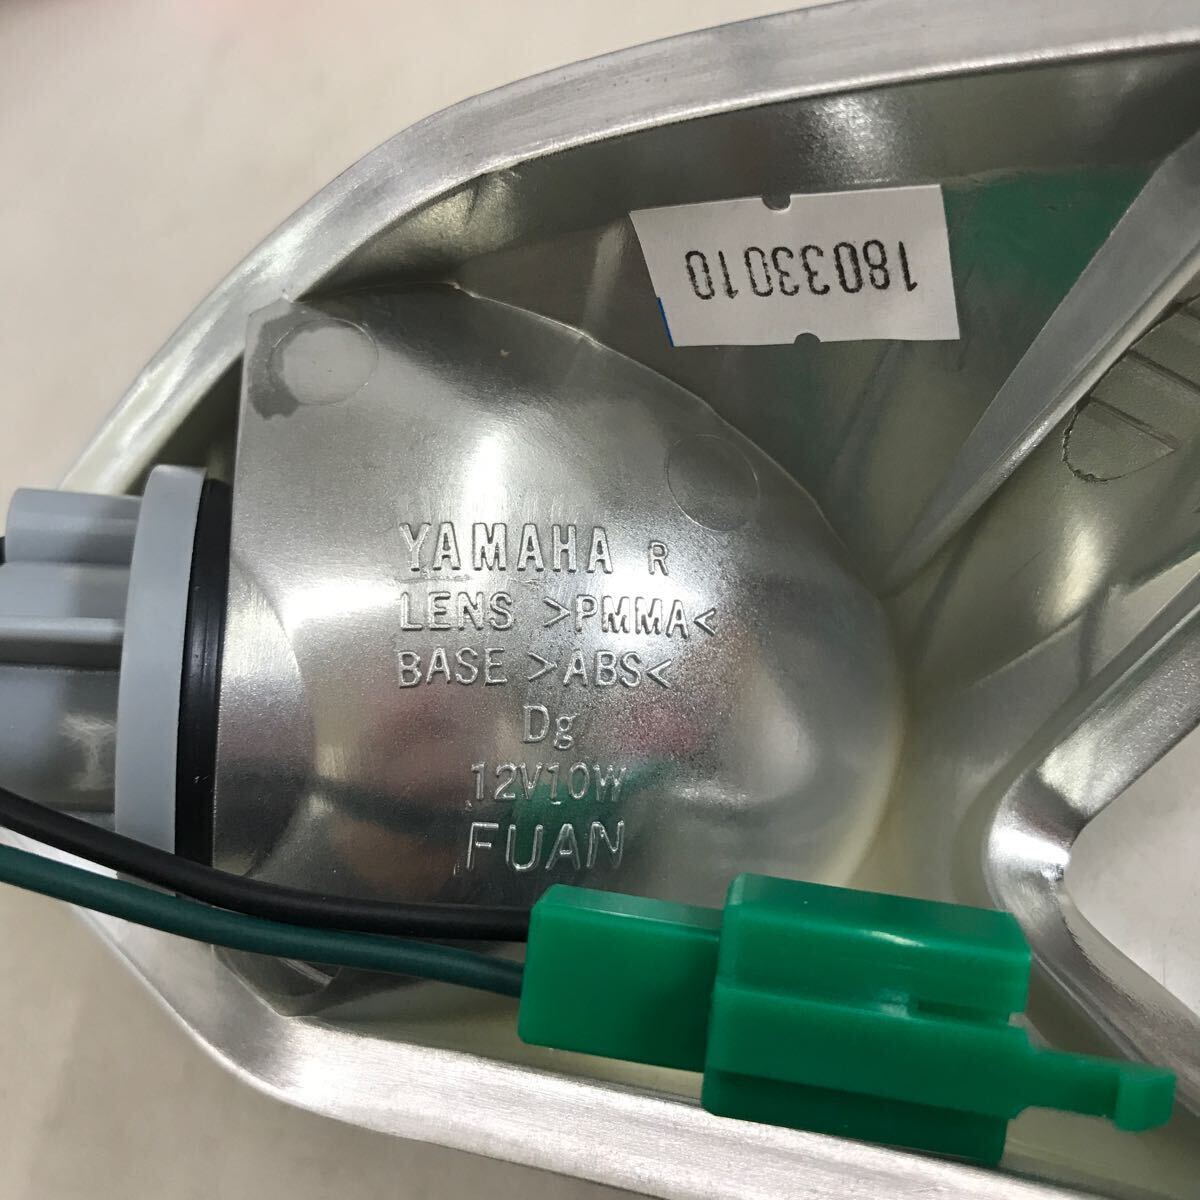 18033010
YAMAHA R
LENS >PMMA<
BASE >ABS<
Dg
12V10W
FUAN